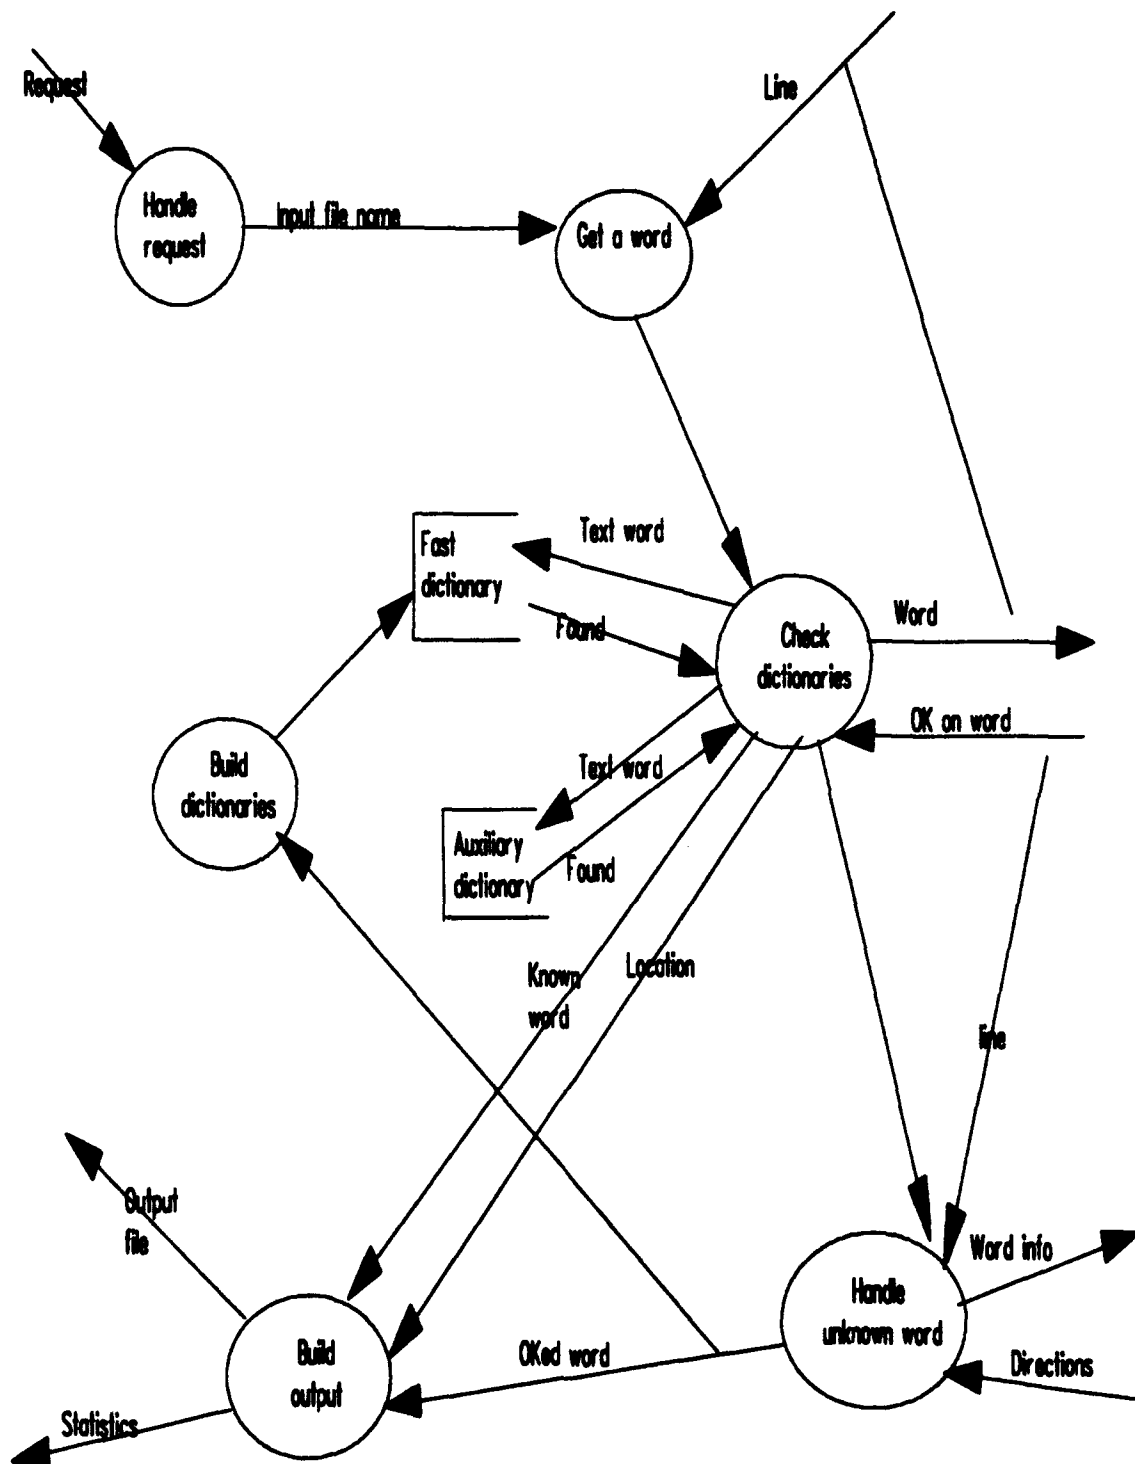 Request
Line
Handle
request
Input file name
Get a word
Fast
dictionary
Text word
Found
Check
dictionaries
Word
OK on word
Build
dictionaries
Text word
Auxiliary
dictionary
Found
Known
word
Location
line
Output
file
Word info
Handle
unknown word
Directions
OKed word
Build
output
Statistics